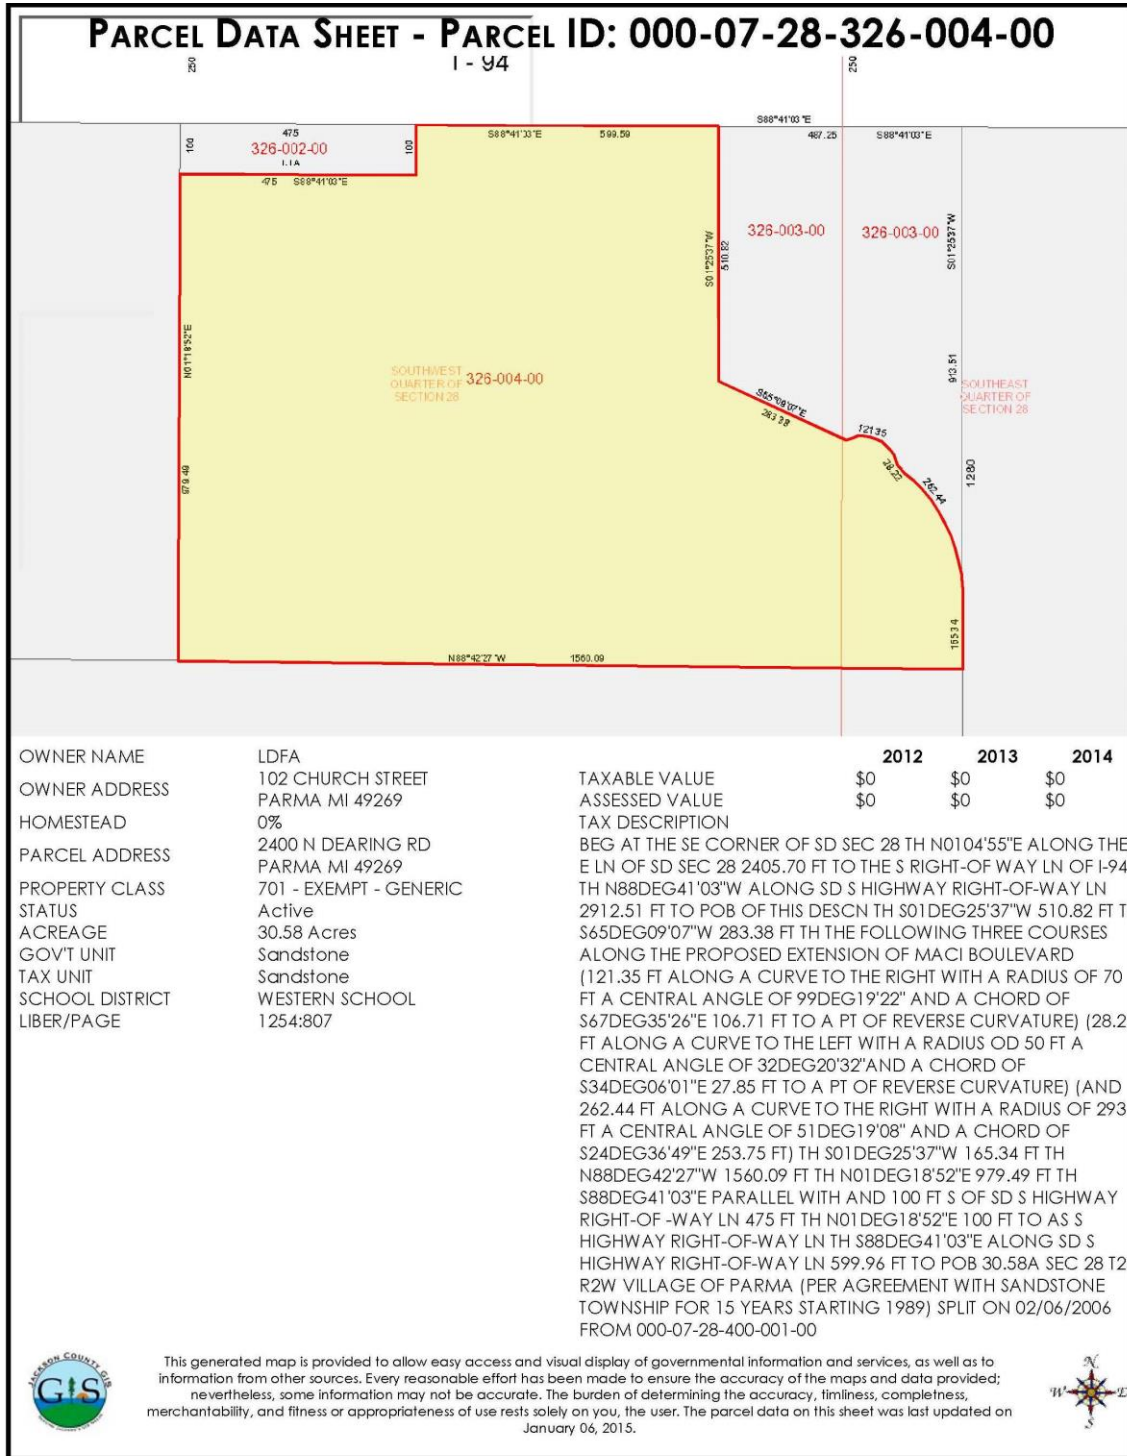 PARCEL DATA SHEET - PARCEL ID: 000-07-28-326-004-00
I - 94
250
250
S88°41'03"E
475
S88°41'33"E 599.59
487.25
S88°41'03"E
100
326-002-00
100
1.1A
475 S88°41'03"E
326-003-00
326-003-00
S01°25'37"W
510.82
S01°25'37"W
N01°18'52"E
913.51
SOUTHWEST
QUARTER OF
SECTION 28
326-004-00
SOUTHEAST
QUARTER OF
SECTION 28
S65°09'07"E
283.38
121.35
28.22
262.44
1280
979.49
165.34
N88°42'27"W 1560.09
OWNER NAME LDFA
OWNER ADDRESS 102 CHURCH STREET
PARMA MI 49269
HOMESTEAD 0%
PARCEL ADDRESS 2400 N DEARING RD
PARMA MI 49269
PROPERTY CLASS 701 - EXEMPT - GENERIC
STATUS Active
ACREAGE 30.58 Acres
GOV'T UNIT Sandstone
TAX UNIT Sandstone
SCHOOL DISTRICT WESTERN SCHOOL
LIBER/PAGE 1254:807
2012 2013 2014
TAXABLE VALUE $0 $0 $0
ASSESSED VALUE $0 $0 $0
TAX DESCRIPTION
BEG AT THE SE CORNER OF SD SEC 28 TH N0104'55"E ALONG THE
E LN OF SD SEC 28 2405.70 FT TO THE S RIGHT-OF WAY LN OF I-94
TH N88DEG41'03"W ALONG SD S HIGHWAY RIGHT-OF-WAY LN
2912.51 FT TO POB OF THIS DESCN TH S01DEG25'37"W 510.82 FT T
S65DEG09'07"W 283.38 FT TH THE FOLLOWING THREE COURSES
ALONG THE PROPOSED EXTENSION OF MACI BOULEVARD
(121.35 FT ALONG A CURVE TO THE RIGHT WITH A RADIUS OF 70
FT A CENTRAL ANGLE OF 99DEG19'22" AND A CHORD OF
S67DEG35'26"E 106.71 FT TO A PT OF REVERSE CURVATURE) (28.2
FT ALONG A CURVE TO THE LEFT WITH A RADIUS OD 50 FT A
CENTRAL ANGLE OF 32DEG20'32"AND A CHORD OF
S34DEG06'01"E 27.85 FT TO A PT OF REVERSE CURVATURE) (AND
262.44 FT ALONG A CURVE TO THE RIGHT WITH A RADIUS OF 293
FT A CENTRAL ANGLE OF 51DEG19'08" AND A CHORD OF
S24DEG36'49"E 253.75 FT) TH S01DEG25'37"W 165.34 FT TH
N88DEG42'27"W 1560.09 FT TH N01DEG18'52"E 979.49 FT TH
S88DEG41'03"E PARALLEL WITH AND 100 FT S OF SD S HIGHWAY
RIGHT-OF -WAY LN 475 FT TH N01DEG18'52"E 100 FT TO AS S
HIGHWAY RIGHT-OF-WAY LN TH S88DEG41'03"E ALONG SD S
HIGHWAY RIGHT-OF-WAY LN 599.96 FT TO POB 30.58A SEC 28 T2
R2W VILLAGE OF PARMA (PER AGREEMENT WITH SANDSTONE
TOWNSHIP FOR 15 YEARS STARTING 1989) SPLIT ON 02/06/2006
FROM 000-07-28-400-001-00
JACKSON COUNTY GIS
GIS
This generated map is provided to allow easy access and visual display of governmental information and services, as well as to
information from other sources. Every reasonable effort has been made to ensure the accuracy of the maps and data provided;
nevertheless, some information may not be accurate. The burden of determining the accuracy, timliness, completness,
merchantability, and fitness or appropriateness of use rests solely on you, the user. The parcel data on this sheet was last updated on
January 06, 2015.
N
W E
S